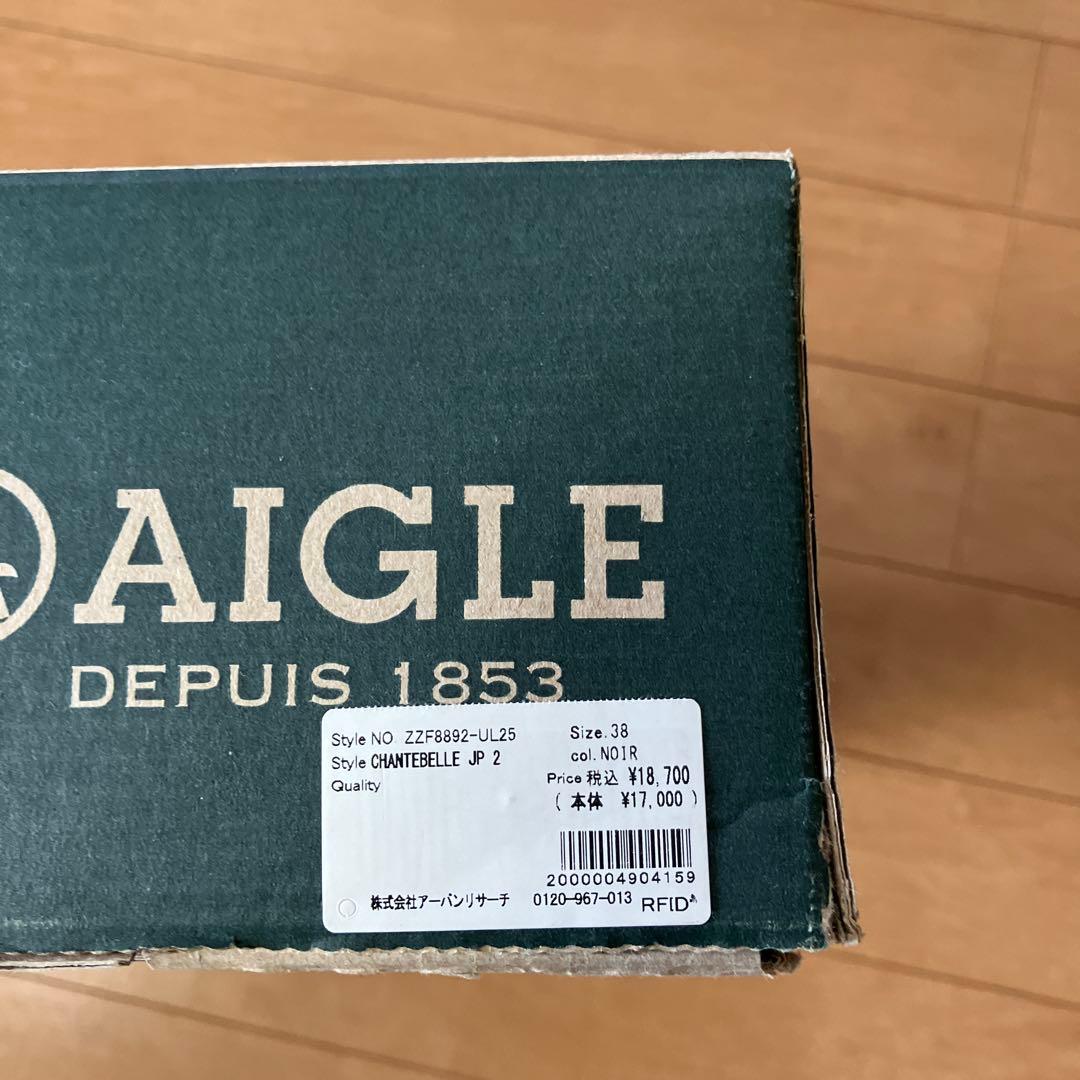 AIGLE
DEPUIS 1853
Style NO ZZF8892-UL25 Size.38
Style CHANTEBELLE JP 2 col.NOIR
Quality Price 税込 ¥18,700
( 本体 ¥17,000 )
2000004904159
株式会社アーバンリサーチ 0120-967-013 RFID